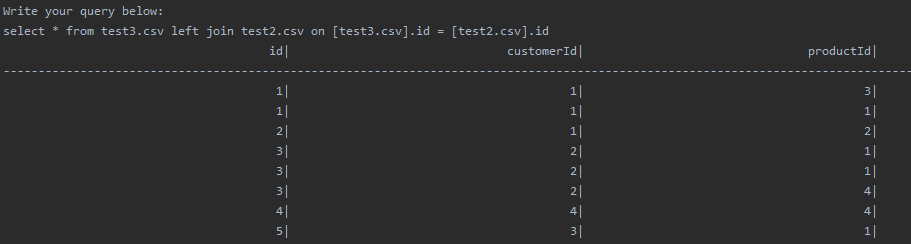 Write your query below:
select * from test3.csv left join test2.csv on [test3.csv].id = [test2.csv].id
id| customerId| productId|
--------------------------------------------------------------------------------------------------------------------------------
1| 1| 3|
1| 1| 1|
2| 1| 2|
3| 2| 1|
3| 2| 1|
3| 2| 4|
4| 4| 4|
5| 3| 1|